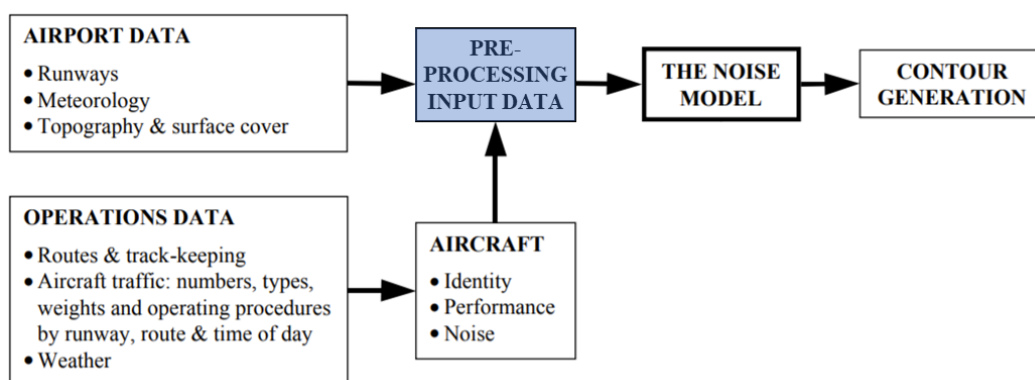 AIRPORT DATA
• Runways
• Meteorology
• Topography & surface cover
PRE-
PROCESSING
INPUT DATA
THE NOISE
MODEL
CONTOUR
GENERATION
OPERATIONS DATA
• Routes & track-keeping
• Aircraft traffic: numbers, types,
weights and operating procedures
by runway, route & time of day
• Weather
AIRCRAFT
• Identity
• Performance
• Noise